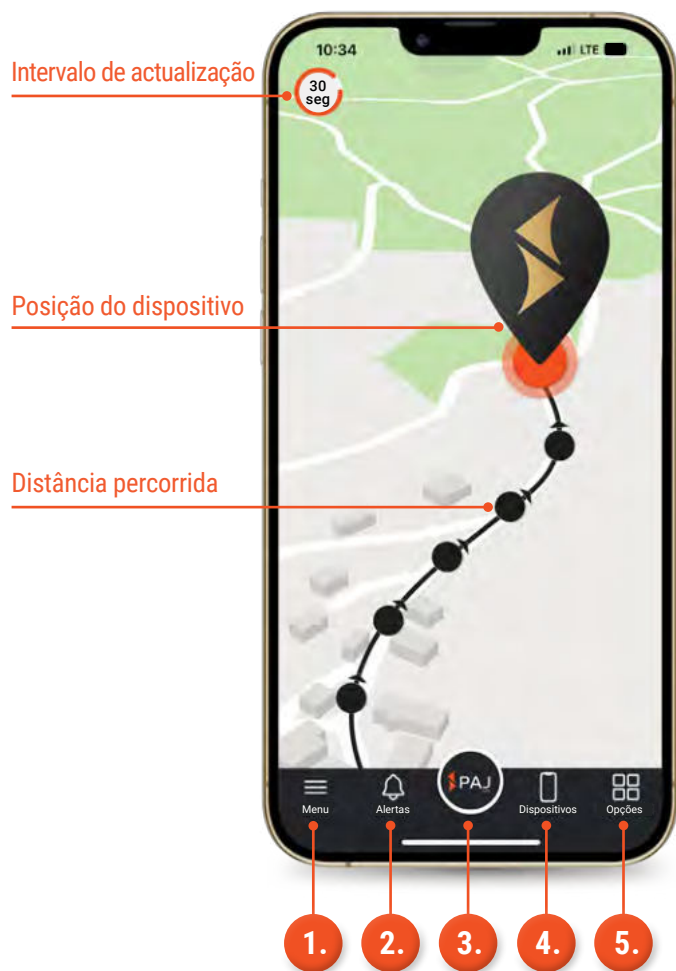 10:34
LTE
Intervalo de actualização
30
seg
Posição do dispositivo
Distância percorrida
PAJ
Menu
Alertas
Dispositivos
Opções
1.
2.
3.
4.
5.